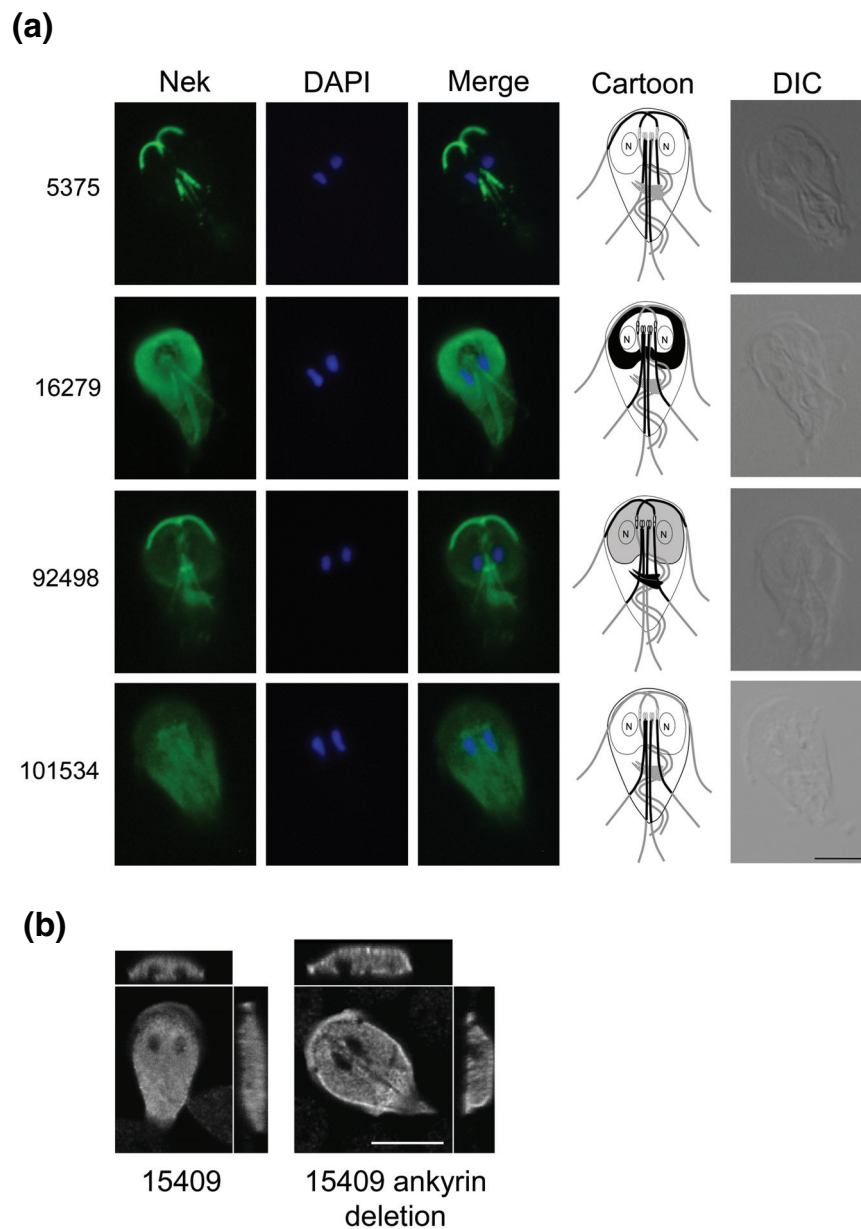 (a)
Nek DAPI Merge Cartoon DIC
5375
N N
16279
N N
92498
N N
101534
N N
(b)
15409
15409 ankyrin
deletion